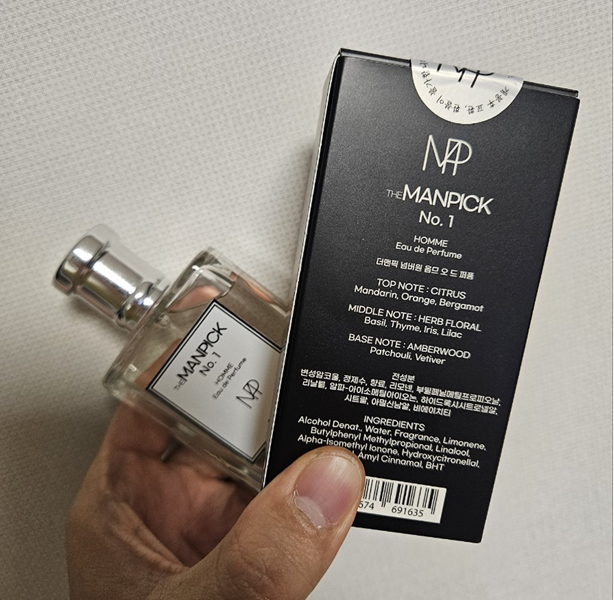 MP
THE MANPICK
No. 1
HOMME
Eau de Perfume
더맨픽 넘버원 옴므 오 드 퍼퓸
TOP NOTE : CITRUS
Mandarin, Orange, Bergamot
MIDDLE NOTE : HERB FLORAL
Basil, Thyme, Iris, Lilac
BASE NOTE : AMBERWOOD
Patchouli, Vetiver
전성분
변성알코올, 정제수, 향료, 리모넨, 부틸페닐메틸프로피오날,
리날룰, 알파-아이소메틸아이오논, 하이드록시시트로넬알,
시트랄, 아밀신남알, 비에이치티
INGREDIENTS
Alcohol Denat., Water, Fragrance, Limonene,
Butylphenyl Methylpropional, Linalool,
Alpha-Isomethyl Ionone, Hydroxycitronellal,
Amyl Cinnamal, BHT
574 691635
THE MANPICK
No. 1
HOMME
Eau de Perfume
MP